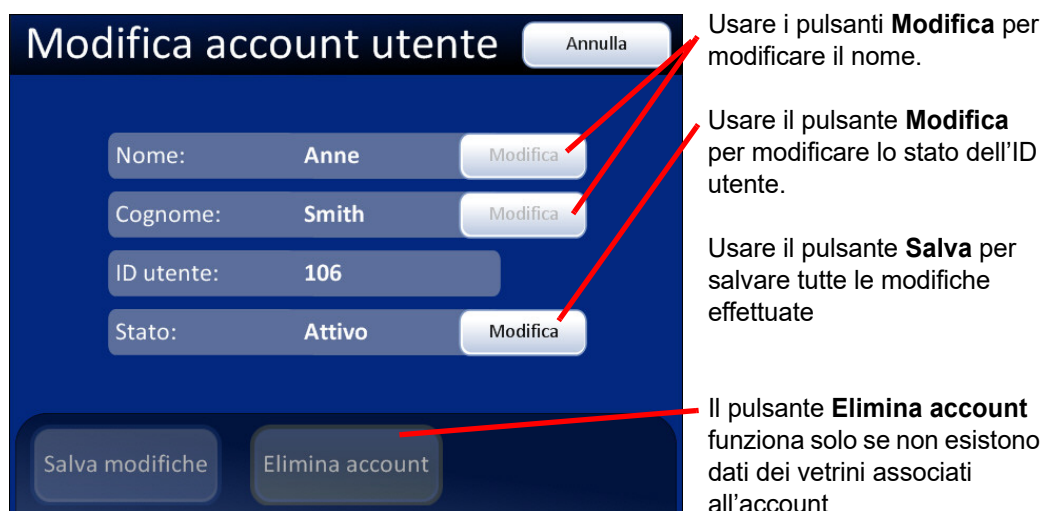 Modifica account utente
Annulla
Nome: Anne Modifica
Cognome: Smith Modifica
ID utente: 106
Stato: Attivo Modifica
Salva modifiche
Elimina account
Usare i pulsanti Modifica per
modificare il nome.
Usare il pulsante Modifica
per modificare lo stato dell'ID
utente.
Usare il pulsante Salva per
salvare tutte le modifiche
effettuate
Il pulsante Elimina account
funziona solo se non esistono
dati dei vetrini associati
all'account